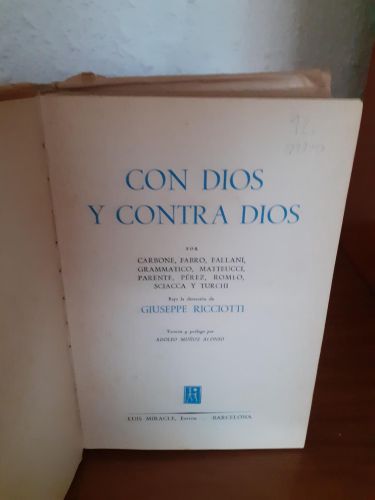 CON DIOS
Y CONTRA DIOS
POR
CARBONE, FABRO, FALLANI,
GRAMMATICO, MATTEUCCI,
PARENTE, PÉREZ, ROMEO,
SCIACCA Y TURCHI
Bajo la dirección de
GIUSEPPE RICCIOTTI
Versión y prólogo por
ADOLFO MUÑOZ ALONSO
LUIS MIRACLE, Editor - BARCELONA